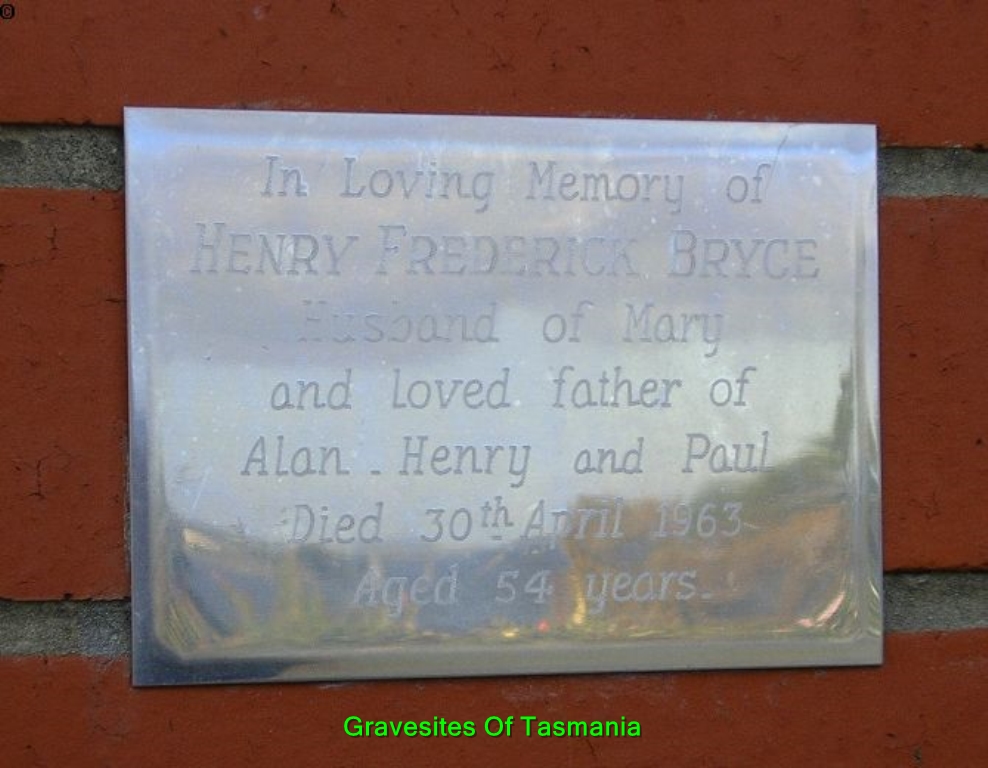 ©
In Loving Memory of
HENRY FREDERICK BRYCE
Husband of Mary
and loved father of
Alan . Henry and Paul
Died 30th April 1963
Aged 54 years.
Gravesites Of Tasmania